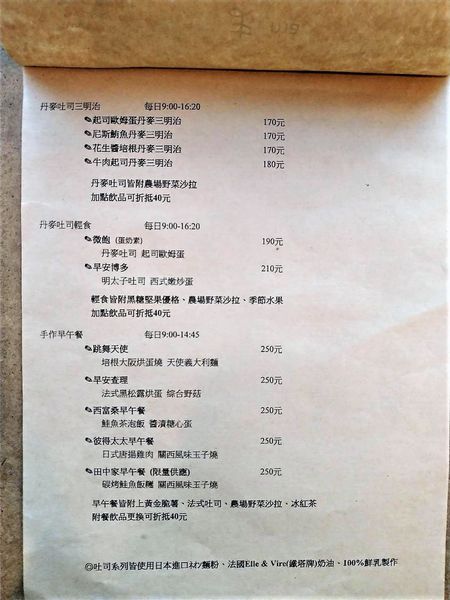 丹麥吐司三明治 每日9:00-16:20
✎起司歐姆蛋丹麥三明治 170元
✎尼斯鮪魚丹麥三明治 170元
✎花生醬培根丹麥三明治 170元
✎牛肉起司丹麥三明治 180元
丹麥吐司皆附農場野菜沙拉
加點飲品可折抵40元
丹麥吐司輕食 每日9:00-16:20
✎微飽 (蛋奶素) 190元
丹麥吐司 起司歐姆蛋
✎早安博多 210元
明太子吐司 西式嫩炒蛋
輕食皆附黑糖堅果優格、農場野菜沙拉、季節水果
加點飲品可折抵40元
手作早午餐 每日9:00-14:45
✎跳舞天使 250元
培根大阪烘蛋燒 天使義大利麵
✎早安查理 250元
法式黑松露烘蛋 綜合野菇
✎西富桑早午餐 250元
鮭魚茶泡飯 醬漬糖心蛋
✎彼得太太早午餐 250元
日式唐揚雞肉 關西風味玉子燒
✎田中家早午餐 (限量供應) 250元
碳烤鮭魚飯糰 關西風味玉子燒
早午餐皆附上黃金脆薯、法式吐司、農場野菜沙拉、冰紅茶
附餐飲品更換可折抵40元
◎吐司系列皆使用日本進口ｵｵｿ麵粉、法國Elle & Vire(鐵塔牌)奶油、100%鮮乳製作